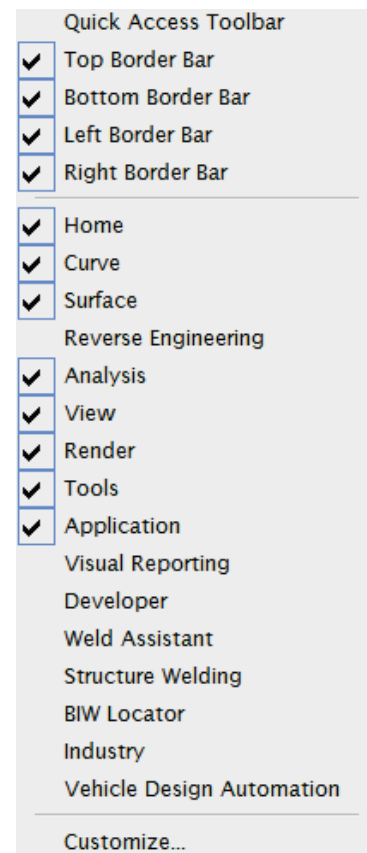 Quick Access Toolbar
Top Border Bar
Bottom Border Bar
Left Border Bar
Right Border Bar
Home
Curve
Surface
Reverse Engineering
Analysis
View
Render
Tools
Application
Visual Reporting
Developer
Weld Assistant
Structure Welding
BIW Locator
Industry
Vehicle Design Automation
Customize...